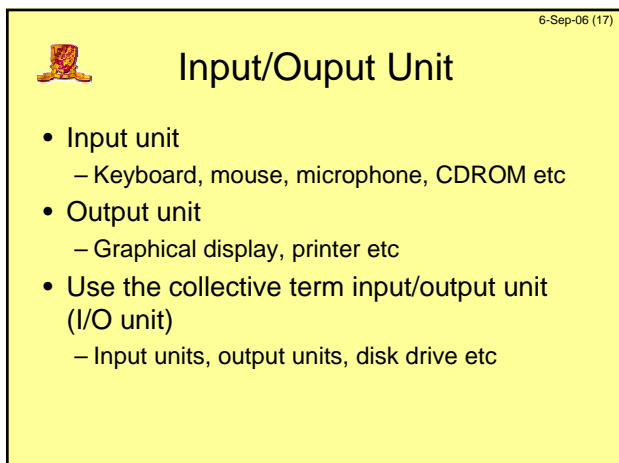 6-Sep-06 (17)
Input/Ouput Unit
• Input unit
– Keyboard, mouse, microphone, CDROM etc
• Output unit
– Graphical display, printer etc
• Use the collective term input/output unit
(I/O unit)
– Input units, output units, disk drive etc